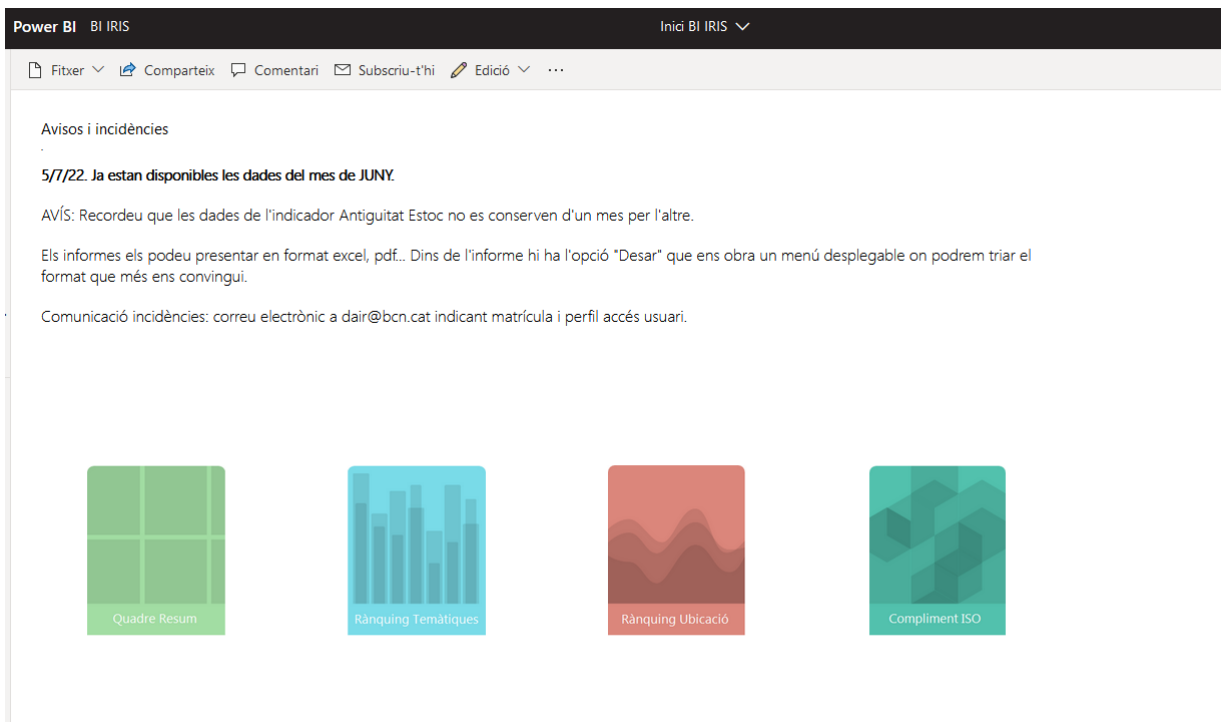 Power BI BI IRIS Inici BI IRIS
Fitxer Comparteix Comentari Subscriu-t'hi Edició ...
Avisos i incidències
5/7/22. Ja estan disponibles les dades del mes de JUNY.
AVÍS: Recordeu que les dades de l'indicador Antiguitat Estoc no es conserven d'un mes per l'altre.
Els informes els podeu presentar en format excel, pdf... Dins de l'informe hi ha l'opció "Desar" que ens obra un menú desplegable on podrem triar el
format que més ens convingui.
Comunicació incidències: correu electrònic a dair@bcn.cat indicant matrícula i perfil accés usuari.
Quadre Resum Rànquing Temàtiques Rànquing Ubicació Compliment ISO